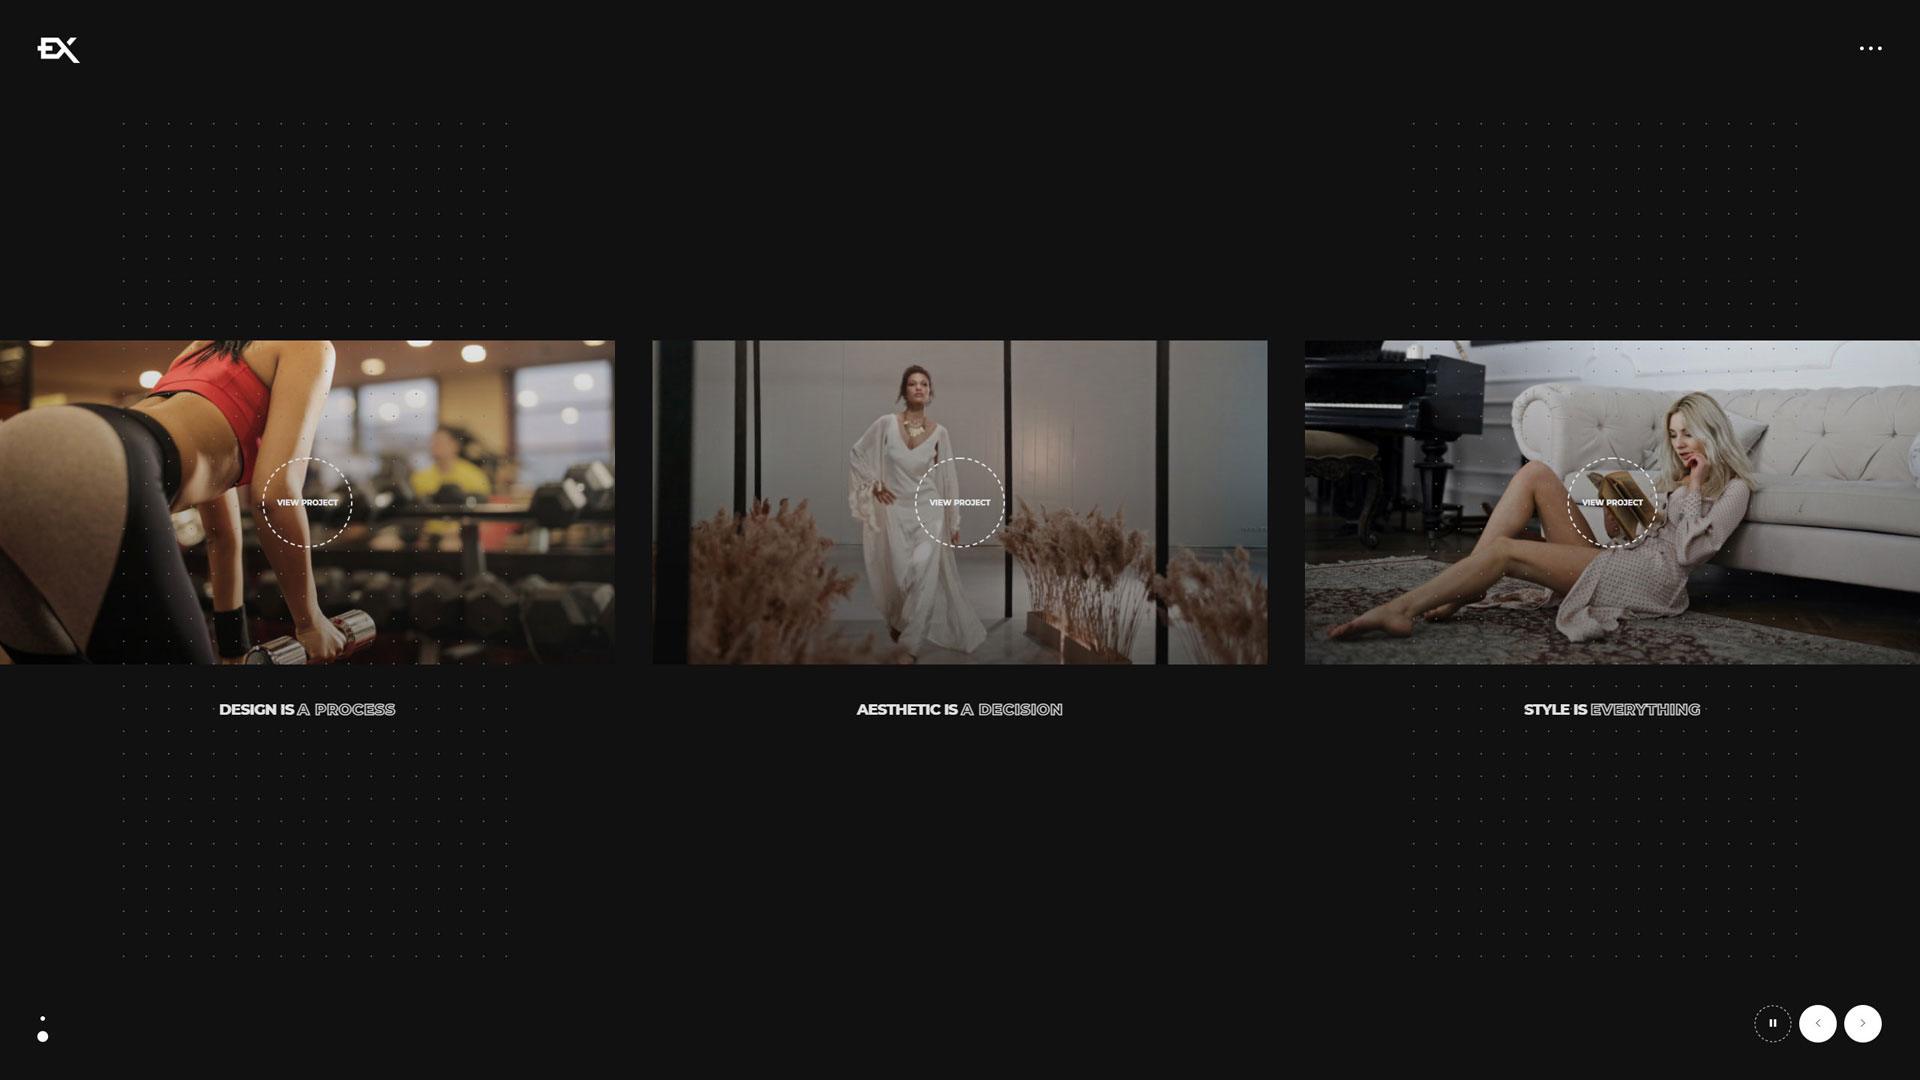 EX
VIEW PROJECT
VIEW PROJECT
VIEW PROJECT
DESIGN IS A PROCESS
AESTHETIC IS A DECISION
STYLE IS EVERYTHING